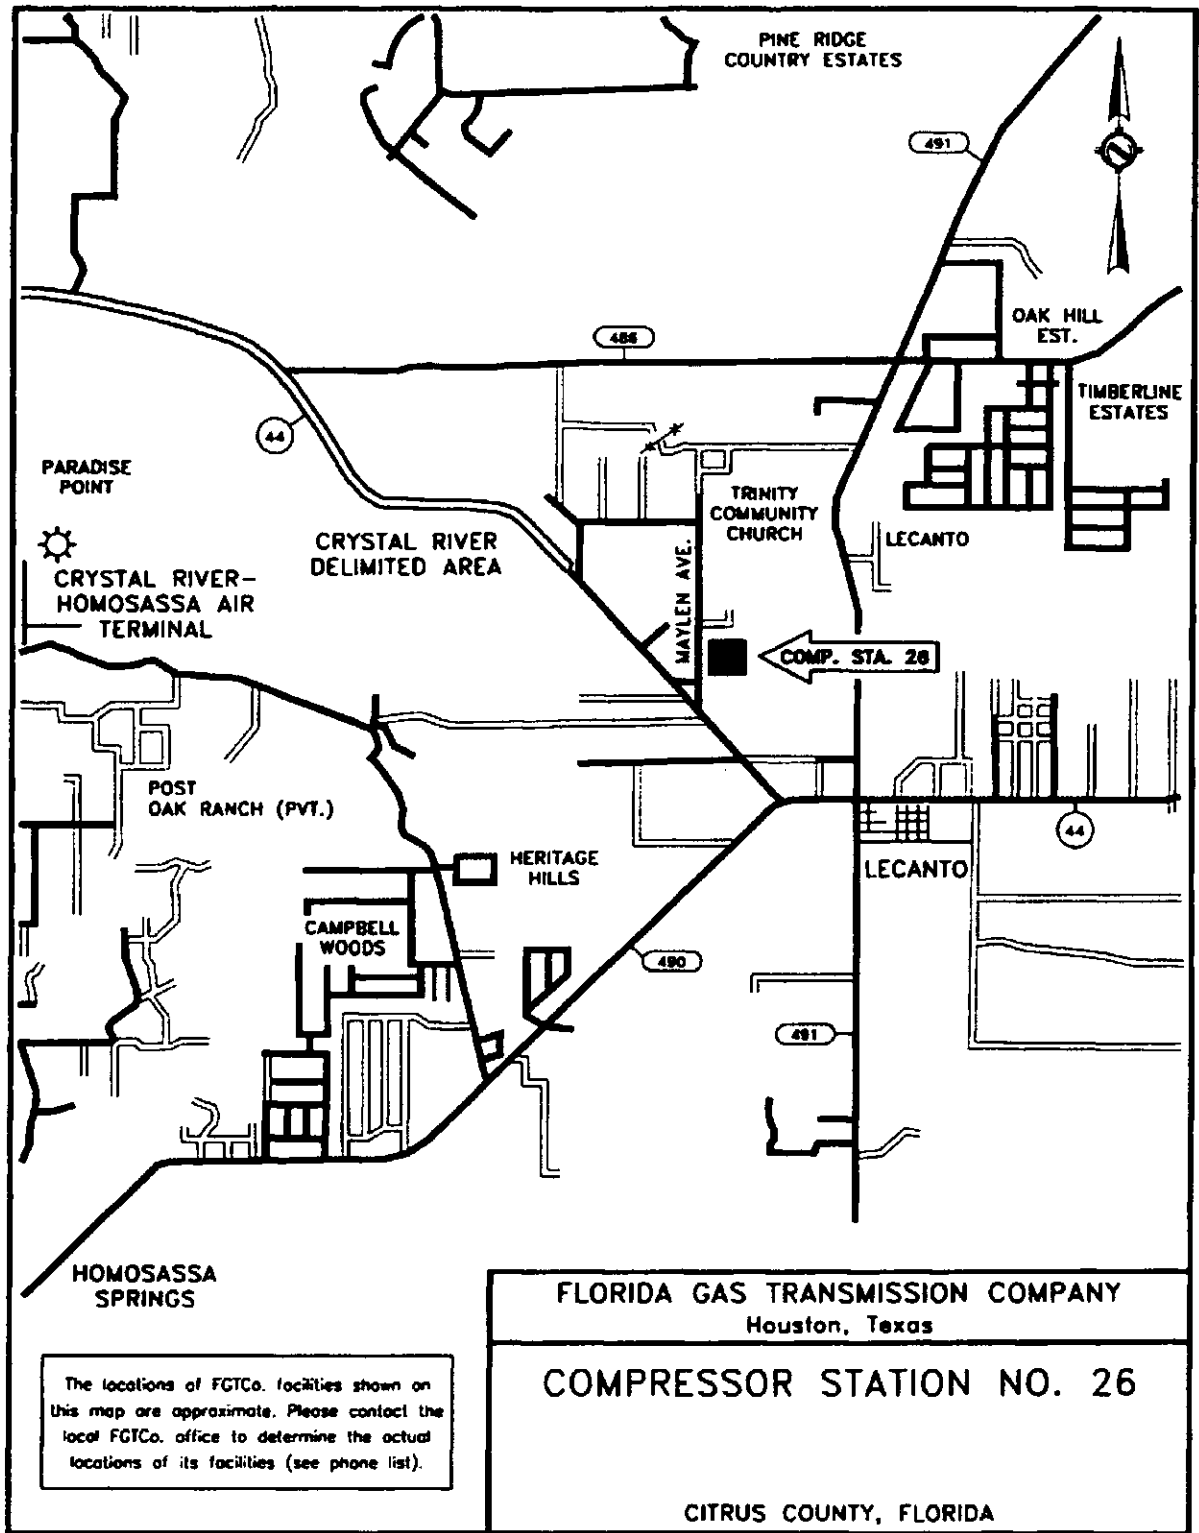 PINE RIDGE
COUNTRY ESTATES
491
OAK HILL
EST.
486
TIMBERLINE
ESTATES
44
PARADISE
POINT
TRINITY
COMMUNITY
CHURCH
LECANTO
CRYSTAL RIVER
DELIMITED AREA
MAYLEN AVE.
CRYSTAL RIVER-
HOMOSASSA AIR
TERMINAL
COMP. STA. 26
POST
OAK RANCH (PVT.)
44
HERITAGE
HILLS
LECANTO
CAMPBELL
WOODS
490
491
HOMOSASSA
SPRINGS
FLORIDA GAS TRANSMISSION COMPANY
Houston, Texas
COMPRESSOR STATION NO. 26
The locations of FGTCo. facilities shown on
this map are approximate. Please contact the
local FGTCo. office to determine the actual
locations of its facilities (see phone list).
CITRUS COUNTY, FLORIDA